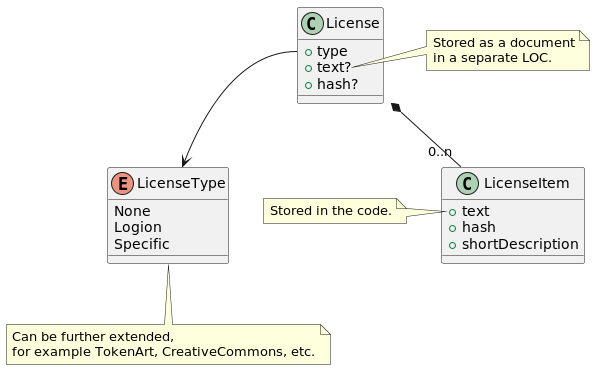 C License
type
text?
hash?
Stored as a document
in a separate LOC.
0..n
E LicenseType
None
Logion
Specific
C LicenseItem
text
hash
shortDescription
Stored in the code.
Can be further extended,
for example TokenArt, CreativeCommons, etc.